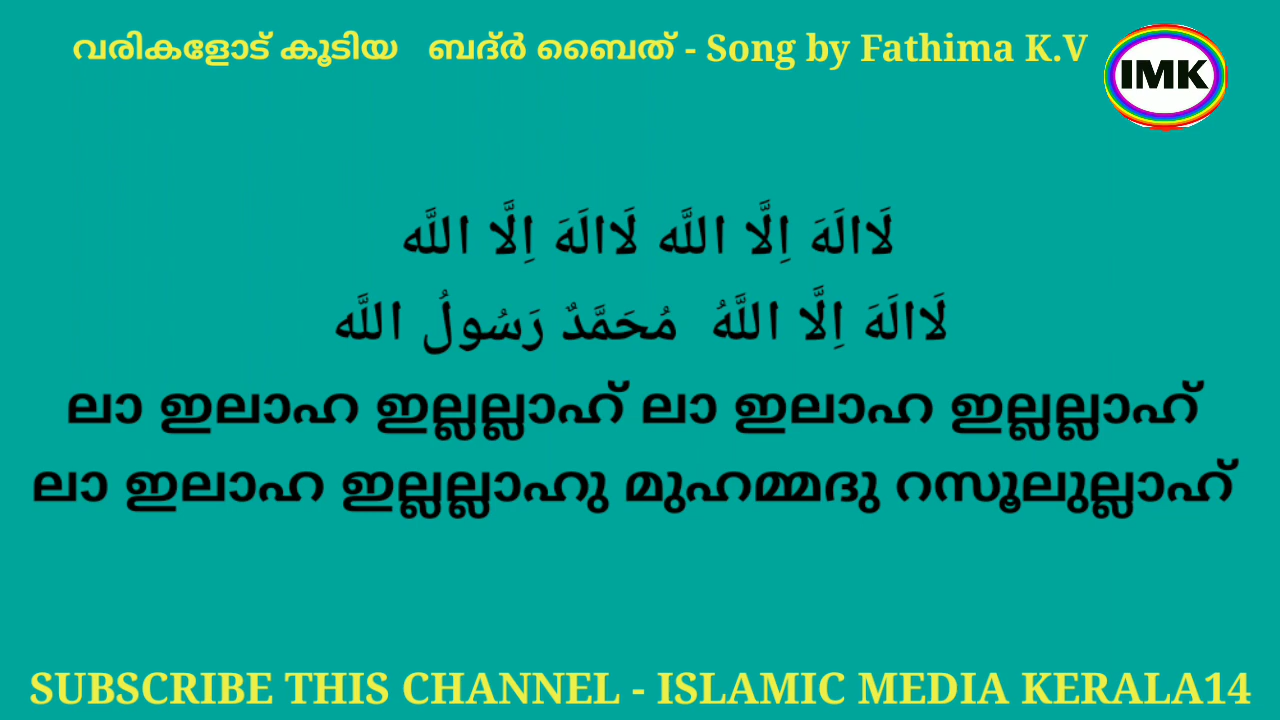 വരികളോട് കൂടിയ ബദ്ർ ബൈത് - Song by Fathima K.V
IMK
لَاالَهَ اِلَّا اللَّه لَاالَهَ اِلَّا اللَّه
لَاالَهَ اِلَّا اللَّهُ مُحَمَّدٌ رَسُولُ اللَّه
ലാ ഇലാഹ ഇല്ലല്ലാഹ് ലാ ഇലാഹ ഇല്ലല്ലാഹ്
ലാ ഇലാഹ ഇല്ലല്ലാഹു മുഹമ്മദു റസൂലുല്ലാഹ്
SUBSCRIBE THIS CHANNEL - ISLAMIC MEDIA KERALA14